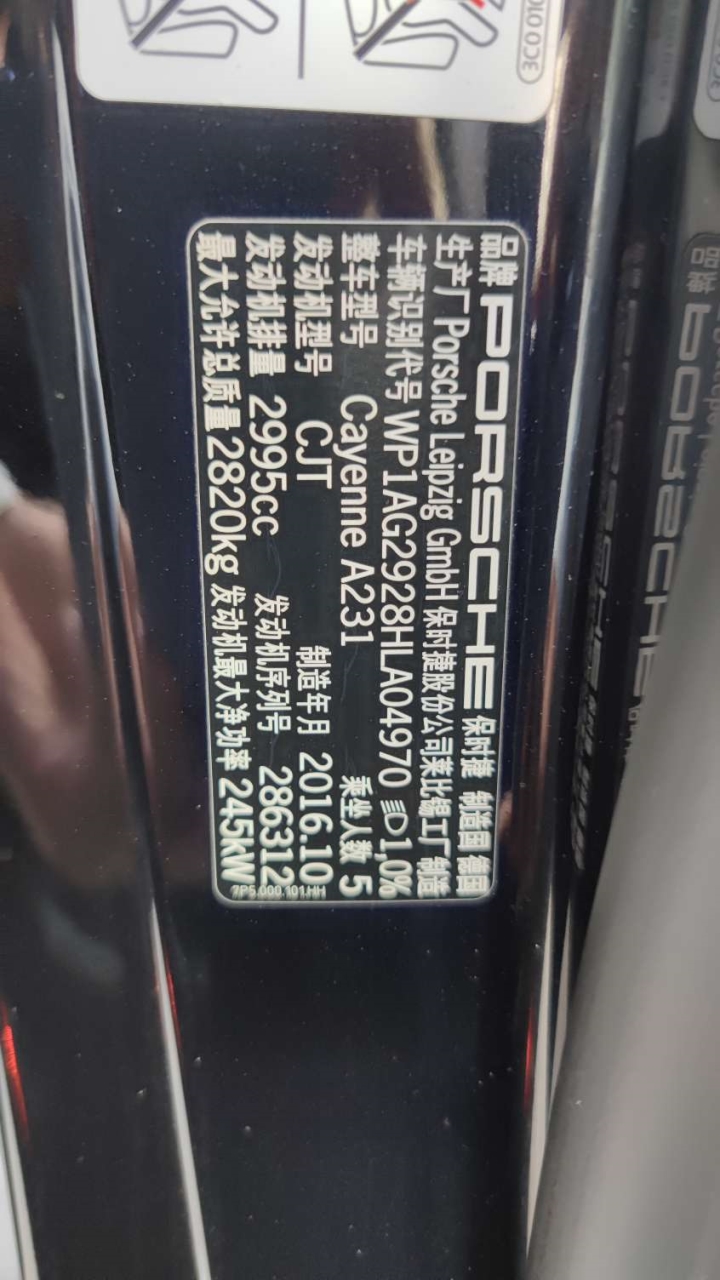 3C0 010
品牌 PORSCHE 保时捷 制造国 德国
生产厂 Porsche Leipzig GmbH 保时捷股份公司莱比锡工厂 制造
车辆识别代号 WP1AG2928HLA04970 1,0%
整车型号 Cayenne A231 乘坐人数 5
发动机型号 CJT 制造年月 2016.10
发动机排量 2995cc 发动机序列号 286312
最大允许总质量 2820kg 发动机最大净功率 245kW
7P5.000.101.HH